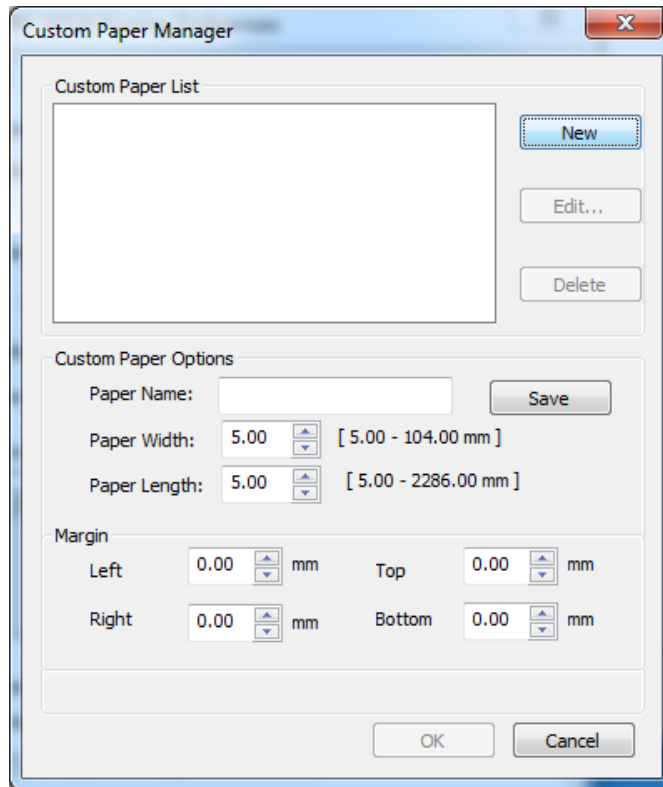 Custom Paper Manager
Custom Paper List
New
Edit...
Delete
Custom Paper Options
Paper Name:
Save
Paper Width: 5.00 [ 5.00 - 104.00 mm ]
Paper Length: 5.00 [ 5.00 - 2286.00 mm ]
Margin
Left 0.00 mm Top 0.00 mm
Right 0.00 mm Bottom 0.00 mm
OK Cancel